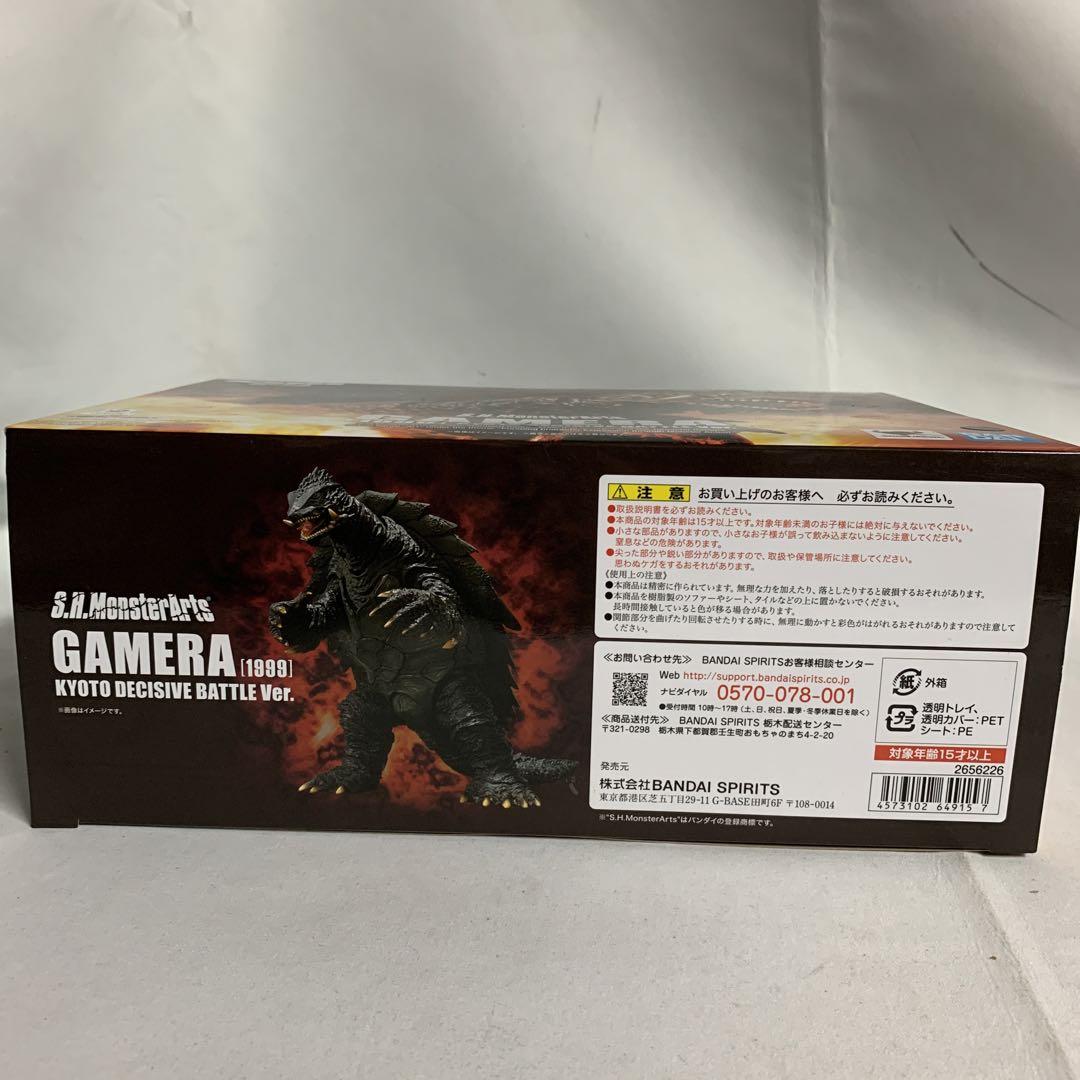 S.H.MonsterArts
S.H.MonsterArts
GAMERA [1999]
KYOTO DECISIVE BATTLE Ver.
※画像はイメージです。
注意 お買い上げのお客様へ 必ずお読みください。
●取扱説明書を必ずお読みください。
●本商品の対象年齢は15才以上です。対象年齢未満のお子様には絶対に与えないでください。
●小さな部品がありますので、小さなお子様が誤って飲み込まないように注意してください。
窒息などの危険があります。
●尖った部分や鋭い部分がありますので、取扱や保管場所に注意してください。
思わぬケガをするおそれがあります。
《使用上の注意》
●本商品は精密に作られています。無理な力を加えたり、落としたりすると破損するおそれがあります。
●本商品を樹脂製のソファーやシート、タイルなどの上に置かないでください。
長時間接触していると色が移る場合があります。
●関節部分を曲げたり回転させたりする時に、無理に動かすと彩色がはがれるおそれがありますので注意して
ください。
≪お問い合わせ先≫ BANDAI SPIRITSお客様相談センター
Web http://support.bandaispirits.co.jp
ナビダイヤル 0570-078-001
●受付時間 10時～17時(土、日、祝日、夏季・冬季休業日を除く)
≪商品送付先≫ BANDAI SPIRITS 栃木配送センター
〒321-0298 栃木県下都賀郡壬生町おもちゃのまち4-2-20
紙 外箱
プラ 透明トレイ、
透明カバー:PET
シート:PE
対象年齢15才以上
2656226
4573102 64915 7
発売元
株式会社BANDAI SPIRITS
東京都港区芝五丁目29-11 G-BASE田町6F 〒108-0014
※"S.H.MonsterArts"はバンダイの登録商標です。